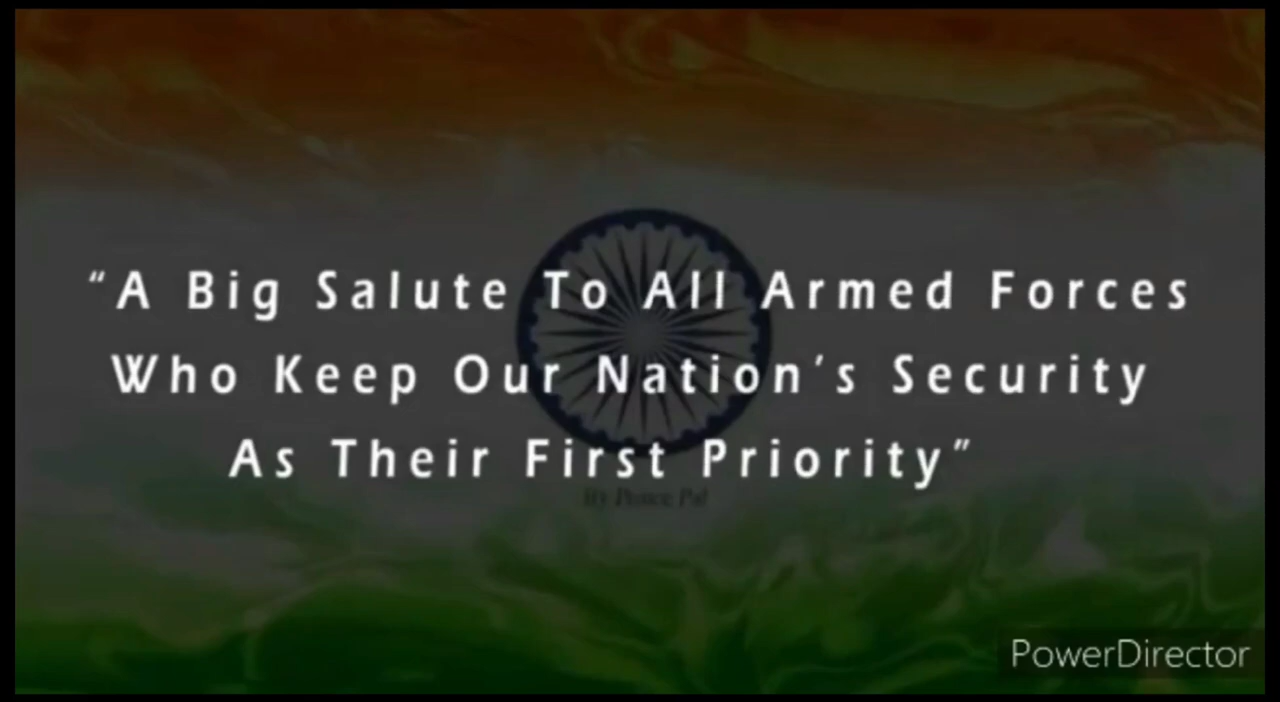 “A Big Salute To All Armed Forces
Who Keep Our Nation’s Security
As Their First Priority”
PowerDirector